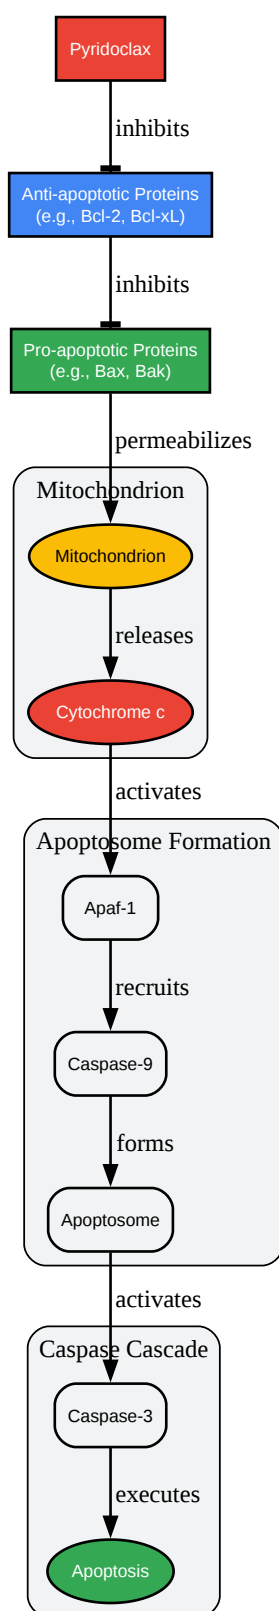 Pyridoclax
inhibits
Anti-apoptotic Proteins
(e.g., Bcl-2, Bcl-xL)
inhibits
Pro-apoptotic Proteins
(e.g., Bax, Bak)
permeabilizes
Mitochondrion
Mitochondrion
releases
Cytochrome c
activates
Apoptosome Formation
Apaf-1
recruits
Caspase-9
forms
Apoptosome
activates
Caspase Cascade
Caspase-3
executes
Apoptosis